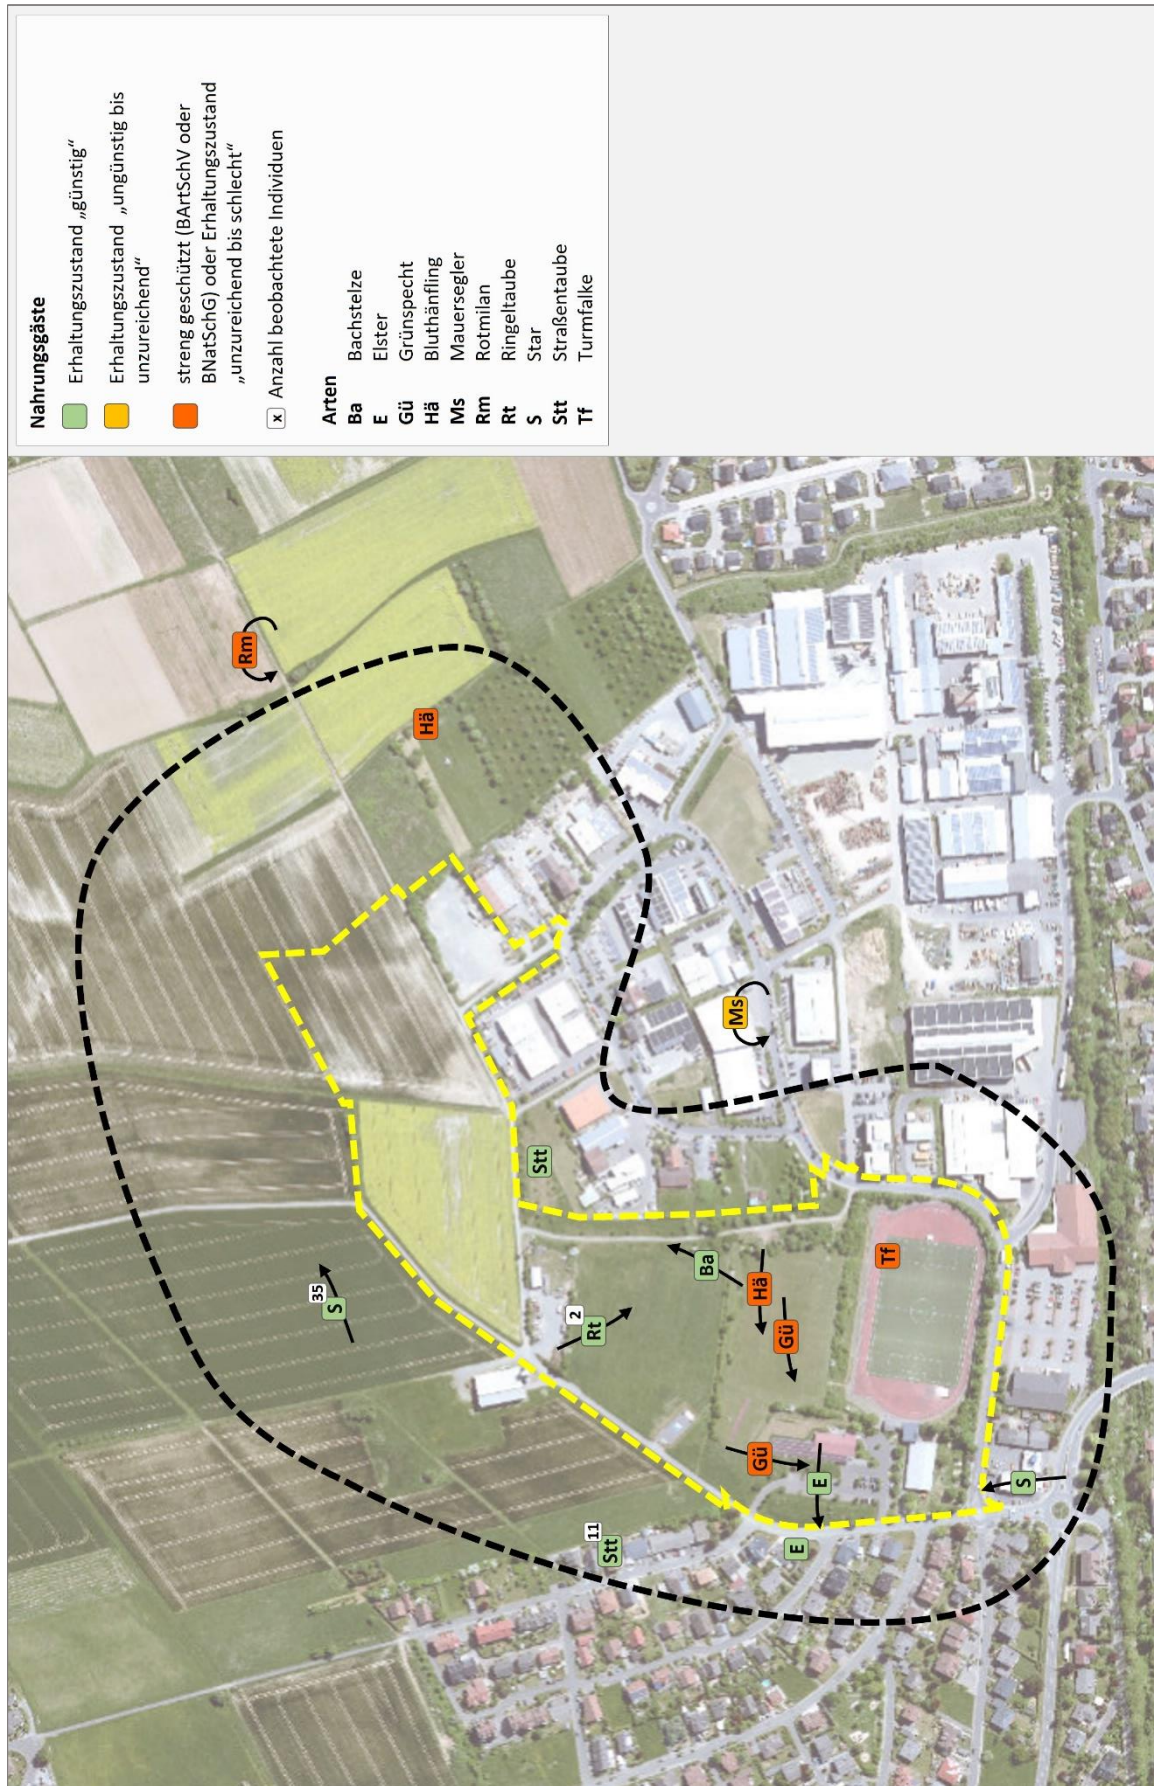 Nahrungsgäste
Erhaltungszustand „günstig“
Erhaltungszustand „ungünstig bis
unzureichend“
streng geschützt (BArtSchV oder
BNatSchG) oder Erhaltungszustand
„unzureichend bis schlecht“
x Anzahl beobachtete Individuen
Arten
Ba Bachstelze
E Elster
Gü Grünspecht
Hä Bluthänfling
Ms Mauersegler
Rm Rotmilan
Rt Ringeltaube
S Star
Stt Straßentaube
Tf Turmfalke
Rm
Hä
Ms
Stt
35
S
2
Rt
Ba
Hä
Gü
Tf
Gü
E
E
S
11
Stt